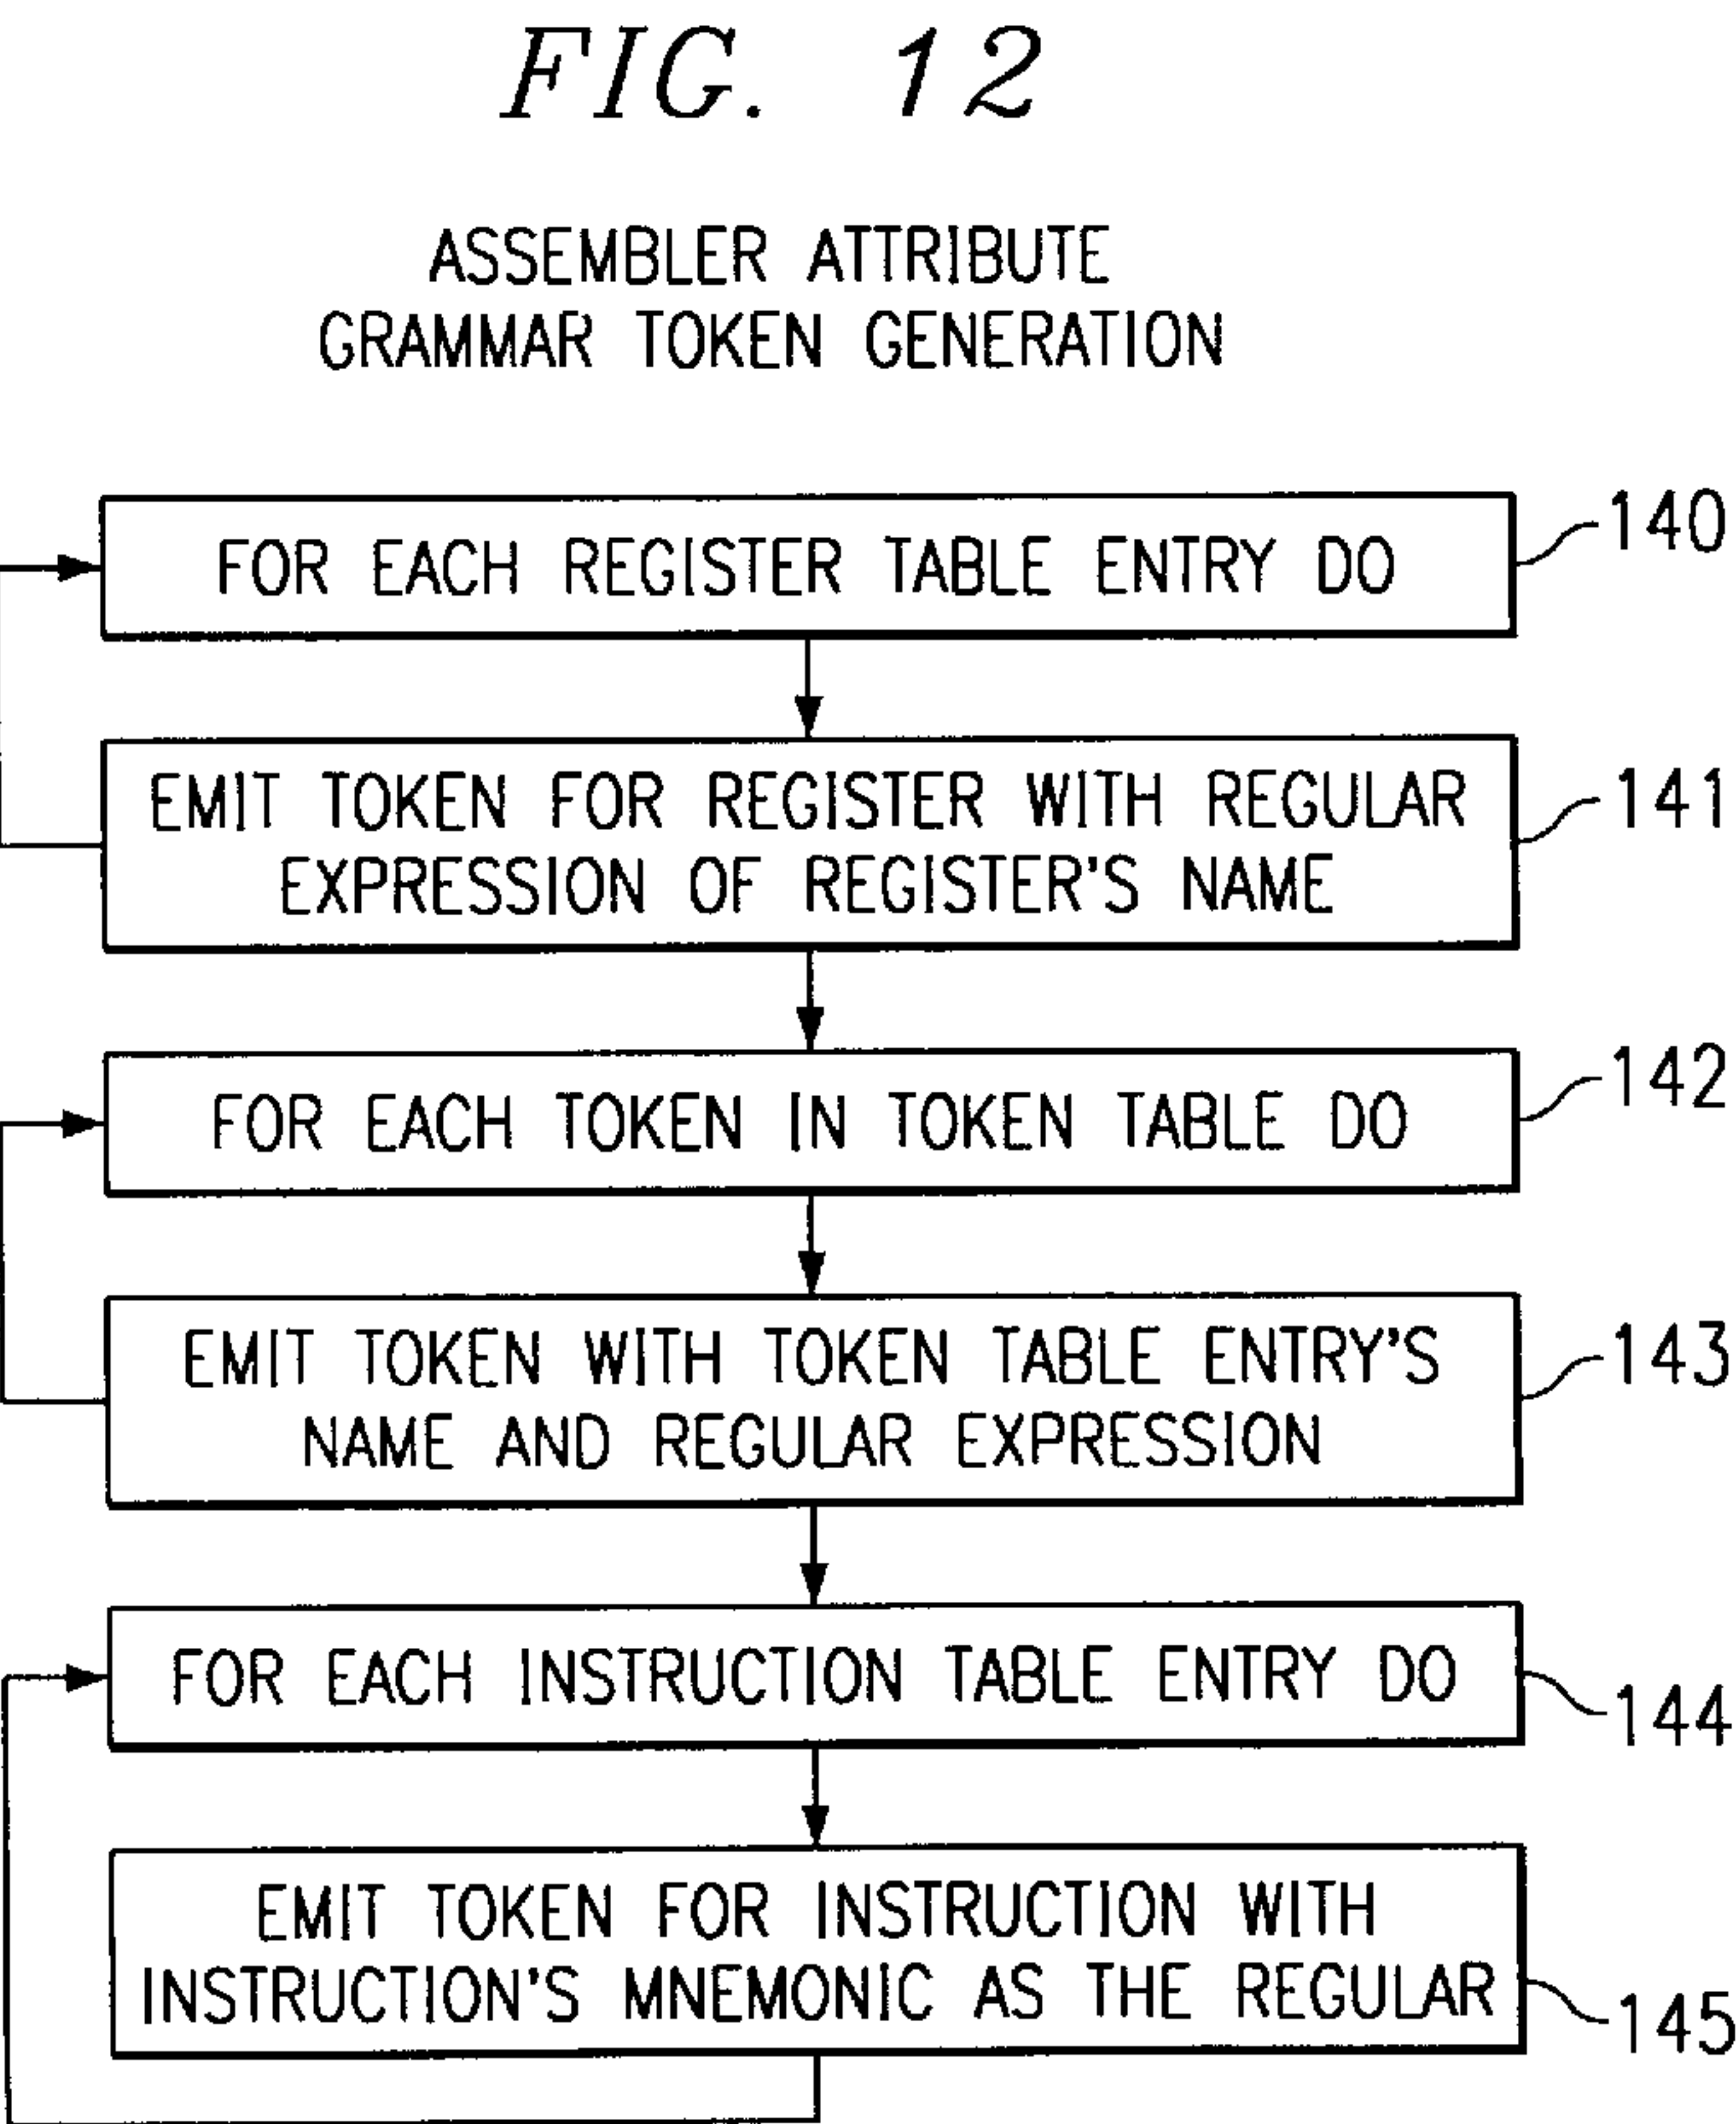 FIG. 12
ASSEMBLER ATTRIBUTE
GRAMMAR TOKEN GENERATION
FOR EACH REGISTER TABLE ENTRY DO
140
EMIT TOKEN FOR REGISTER WITH REGULAR
EXPRESSION OF REGISTER'S NAME
141
FOR EACH TOKEN IN TOKEN TABLE DO
142
EMIT TOKEN WITH TOKEN TABLE ENTRY'S
NAME AND REGULAR EXPRESSION
143
FOR EACH INSTRUCTION TABLE ENTRY DO
144
EMIT TOKEN FOR INSTRUCTION WITH
INSTRUCTION'S MNEMONIC AS THE REGULAR
145